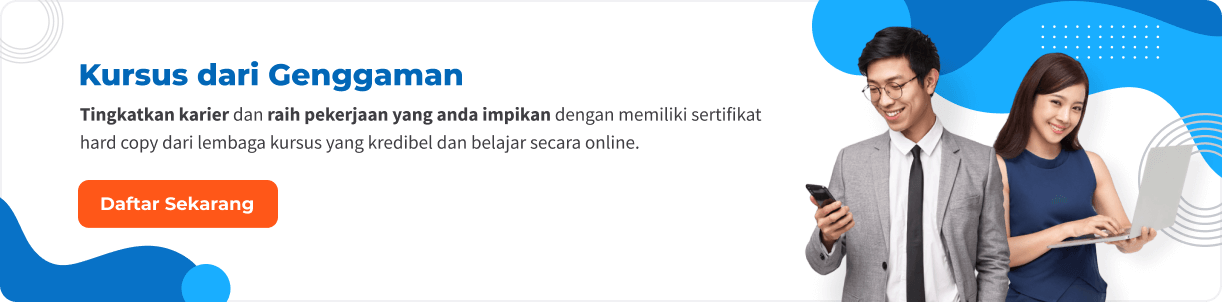 Kursus dari Genggaman
Tingkatkan karier dan raih pekerjaan yang anda impikan dengan memiliki sertifikat
hard copy dari lembaga kursus yang kredibel dan belajar secara online.
Daftar Sekarang